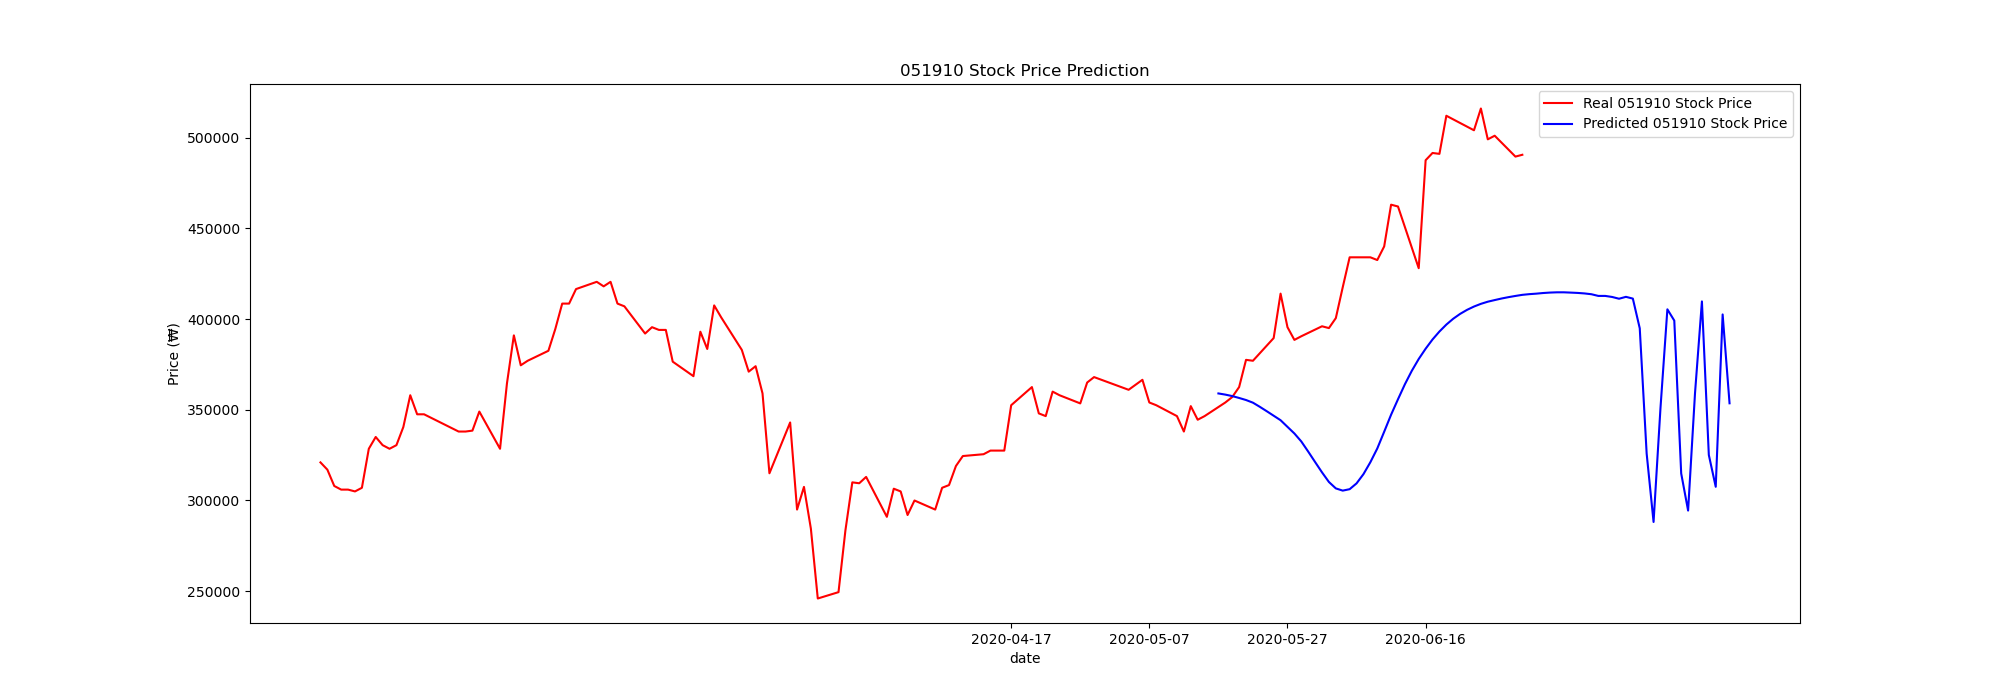 051910 Stock Price Prediction
Real 051910 Stock Price
Predicted 051910 Stock Price
500000
450000
400000
350000
300000
250000
Price (₩)
2020-04-17
2020-05-07
2020-05-27
2020-06-16
date